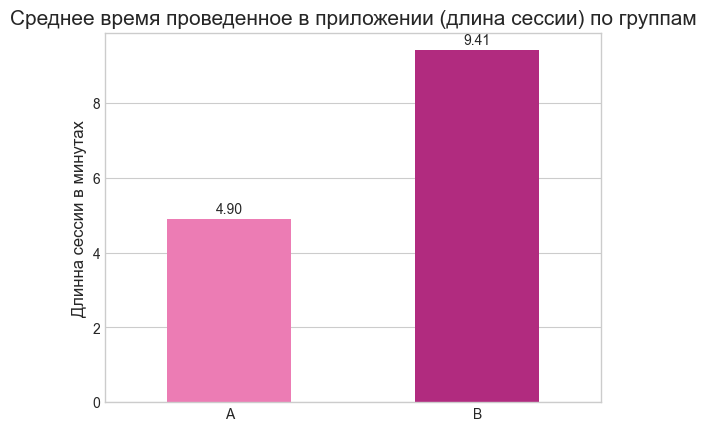 Среднее время проведенное в приложении (длина сессии) по группам
9.41
8
Длинна сессии в минутах
6
4.90
4
2
0
A
B